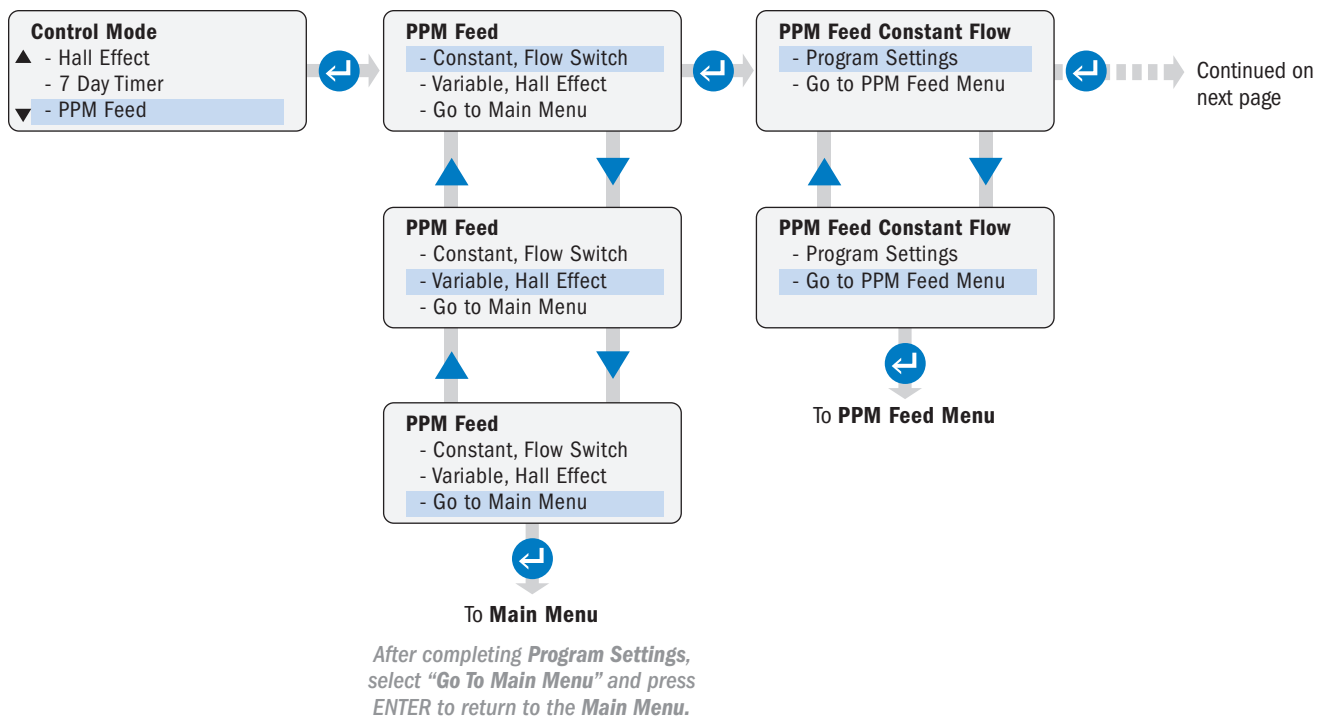 Control Mode
▲ - Hall Effect
- 7 Day Timer
▼ - PPM Feed
PPM Feed
- Constant, Flow Switch
- Variable, Hall Effect
- Go to Main Menu
PPM Feed Constant Flow
- Program Settings
- Go to PPM Feed Menu
Continued on
next page
PPM Feed
- Constant, Flow Switch
- Variable, Hall Effect
- Go to Main Menu
PPM Feed Constant Flow
- Program Settings
- Go to PPM Feed Menu
To PPM Feed Menu
PPM Feed
- Constant, Flow Switch
- Variable, Hall Effect
- Go to Main Menu
To Main Menu
After completing Program Settings,
select “Go To Main Menu” and press
ENTER to return to the Main Menu.